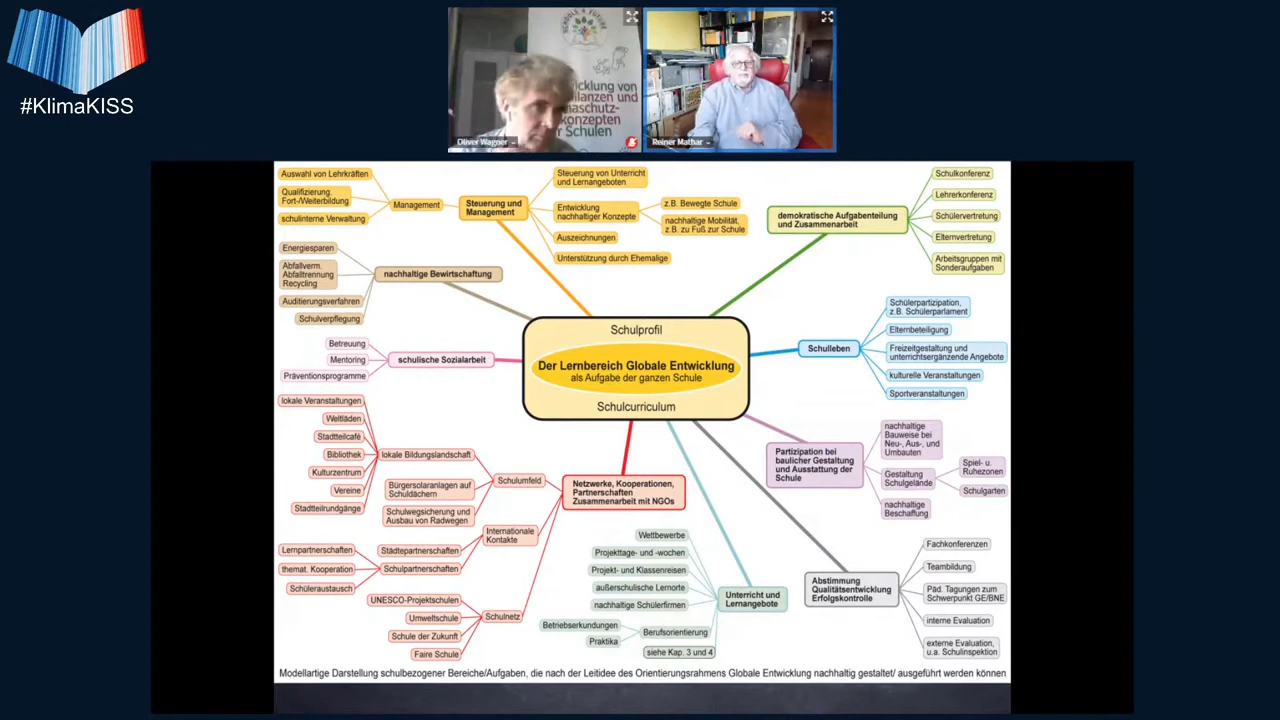 #KlimaKISS
SCHOOLS 4 FUTURE
wicklung von
ilanzen und
maschutz-
konzepten
r Schulen
Oliver Wagner
Reiner Mathar
Auswahl von Lehrkräften
Qualifizierung,
Fort-/Weiterbildung
schulinterne Verwaltung
Management
Steuerung und
Management
Steuerung von Unterricht
und Lernangeboten
Entwicklung
nachhaltiger Konzepte
z.B. Bewegte Schule
nachhaltige Mobilität,
z.B. zu Fuß zur Schule
Auszeichnungen
Unterstützung durch Ehemalige
demokratische Aufgabenteilung
und Zusammenarbeit
Schulkonferenz
Lehrerkonferenz
Schülervertretung
Elternvertretung
Arbeitsgruppen mit
Sonderaufgaben
Energiesparen
Abfallverm.
Abfalltrennung
Recycling
Auditierungsverfahren
Schulverpflegung
nachhaltige Bewirtschaftung
Betreuung
Mentoring
Präventionsprogramme
schulische Sozialarbeit
Schulprofil
Der Lernbereich Globale Entwicklung
als Aufgabe der ganzen Schule
Schulcurriculum
Schulleben
Schülerpartizipation,
z.B. Schülerparlament
Elternbeteiligung
Freizeitgestaltung und
unterrichtsergänzende Angebote
kulturelle Veranstaltungen
Sportveranstaltungen
lokale Veranstaltungen
Weltläden
Stadtteilcafé
Bibliothek
Kulturzentrum
Vereine
Stadtteilrundgänge
lokale Bildungslandschaft
Bürgersolaranlagen auf
Schuldächern
Schulwegsicherung und
Ausbau von Radwegen
Schulumfeld
Netzwerke, Kooperationen,
Partnerschaften
Zusammenarbeit mit NGOs
Internationale
Kontakte
Städtepartnerschaften
Schulpartnerschaften
Lernpartnerschaften
themat. Kooperation
Schüleraustausch
UNESCO-Projektschulen
Umweltschule
Schule der Zukunft
Faire Schule
Schulnetz
Wettbewerbe
Projekttage- und -wochen
Projekt- und Klassenreisen
außerschulische Lernorte
nachhaltige Schülerfirmen
Betriebserkundungen
Praktika
Berufsorientierung
siehe Kap. 3 und 4
Unterricht und
Lernangebote
Partizipation bei
baulicher Gestaltung
und Ausstattung der
Schule
nachhaltige
Bauweise bei
Neu-, Aus-, und
Umbauten
Gestaltung
Schulgelände
Spiel- u.
Ruhezonen
Schulgarten
nachhaltige
Beschaffung
Abstimmung
Qualitätsentwicklung
Erfolgskontrolle
Fachkonferenzen
Teambildung
Päd. Tagungen zum
Schwerpunkt GE/BNE
interne Evaluation
externe Evaluation,
u.a. Schulinspektion
Modellartige Darstellung schulbezogener Bereiche/Aufgaben, die nach der Leitidee des Orientierungsrahmens Globale Entwicklung nachhaltig gestaltet/ ausgeführt werden können